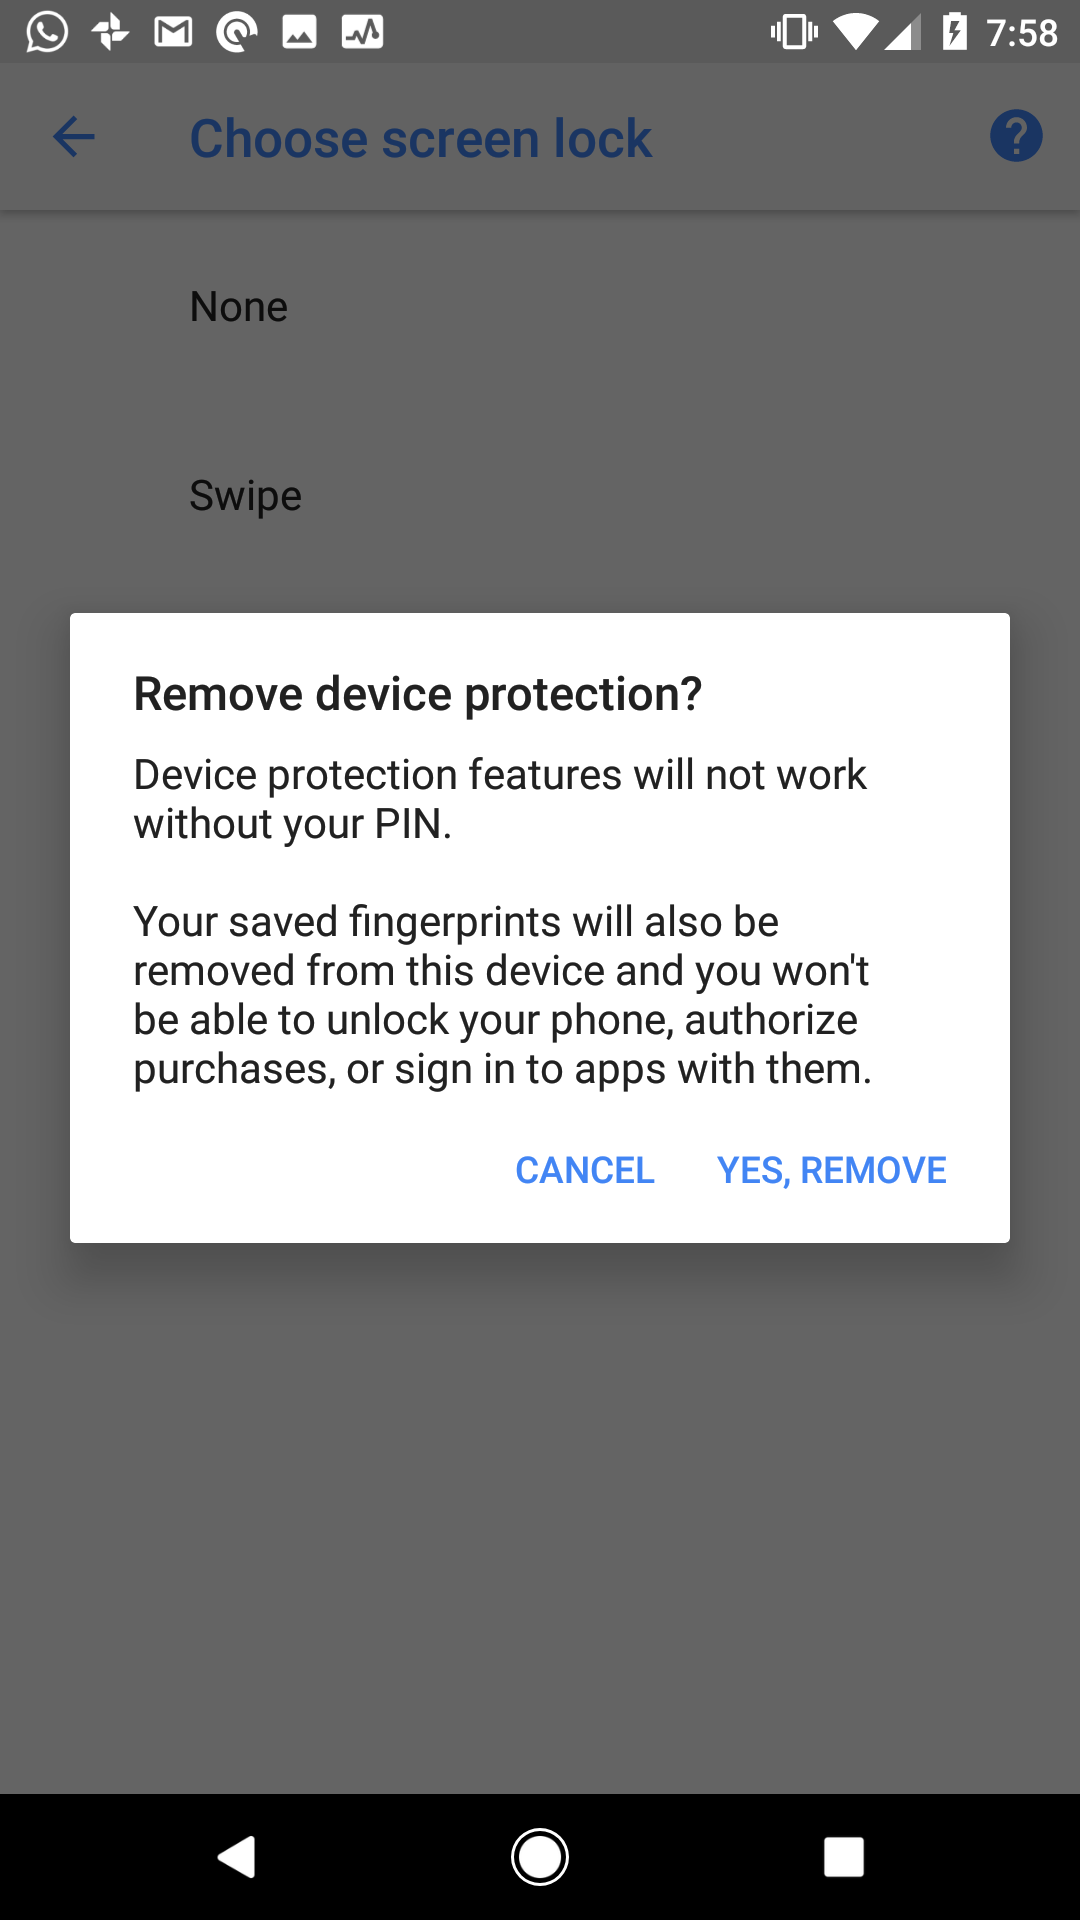 7:58
Choose screen lock
None
Swipe
Remove device protection?
Device protection features will not work
without your PIN.
Your saved fingerprints will also be
removed from this device and you won't
be able to unlock your phone, authorize
purchases, or sign in to apps with them.
CANCEL YES, REMOVE